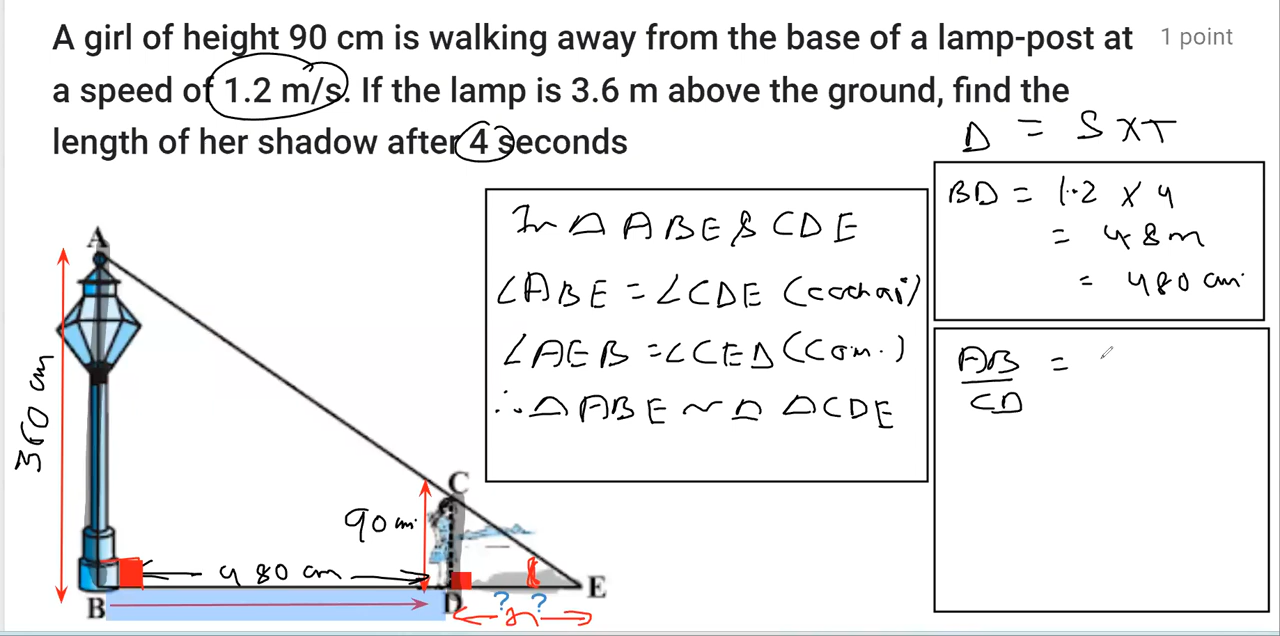 A girl of height 90 cm is walking away from the base of a lamp-post at
1 point
a speed of 1.2 m/s. If the lamp is 3.6 m above the ground, find the
length of her shadow after 4 seconds
D = S X T
BD = 1.2 X 4
= 4.8m
= 480 cm.
In △ ABE & CDE
∠ABE = ∠CDE (each 90°)
∠AEB = ∠CED (Com.)
∴ △ ABE ~ △ △CDE
AB
CD
=
A
360 cm
C
90 cm.
480 cm
B
D
E
? ?
x